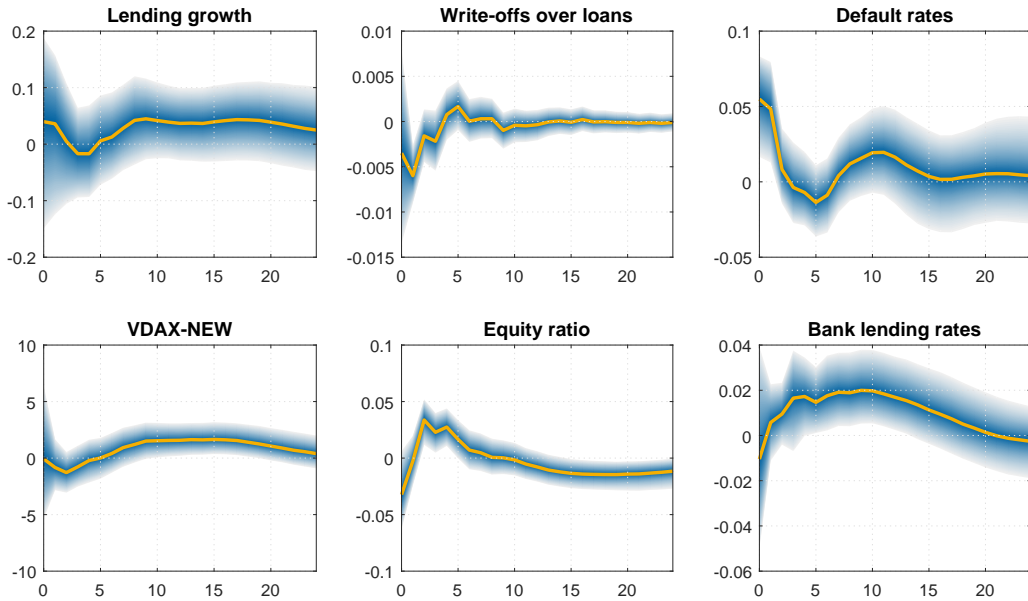 Lending growth
0.2
0.1
0
-0.1
-0.2
0 5 10 15 20
Write-offs over loans
0.01
0.005
0
-0.005
-0.01
-0.015
0 5 10 15 20
Default rates
0.1
0.05
0
-0.05
0 5 10 15 20
VDAX-NEW
10
5
0
-5
-10
0 5 10 15 20
Equity ratio
0.1
0.05
0
-0.05
-0.1
0 5 10 15 20
Bank lending rates
0.04
0.02
0
-0.02
-0.04
-0.06
0 5 10 15 20